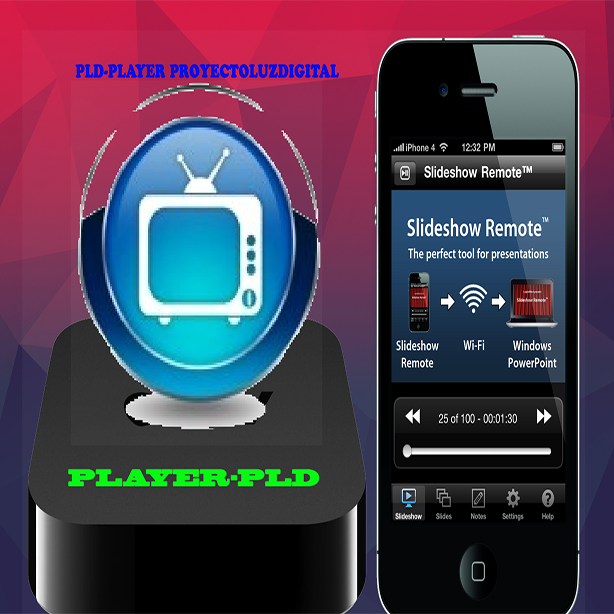 PLD-PLAYER PROYECTOLUZDIGITAL
PLAYER-PLD
iPhone 4 12:32 PM
Slideshow Remote™
Slideshow Remote™
The perfect tool for presentations
Slideshow Remote
Wi-Fi
Windows PowerPoint
25 of 100 - 00:01:30
Slideshow Slides Notes Settings Help